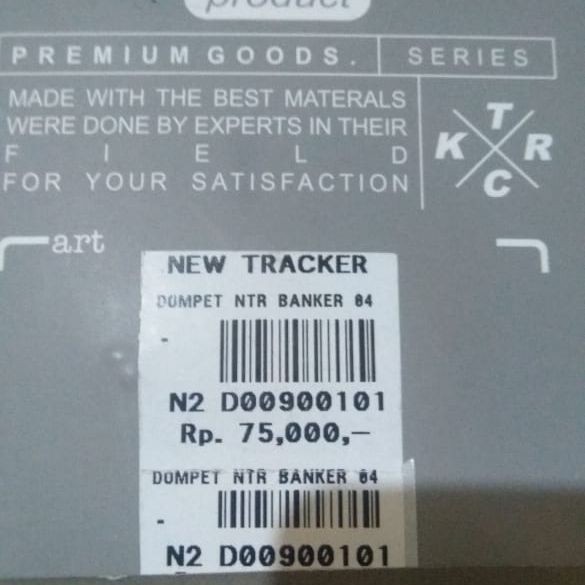 product
PREMIUM GOODS. SERIES
MADE WITH THE BEST MATERALS
WERE DONE BY EXPERTS IN THEIR
F I E L D
FOR YOUR SATISFACTION
T
K R
C
art
NEW TRACKER
DOMPET NTR BANKER 04
-
N2 D00900101
Rp. 75,000,—
DOMPET NTR BANKER 04
-
N2 D00900101